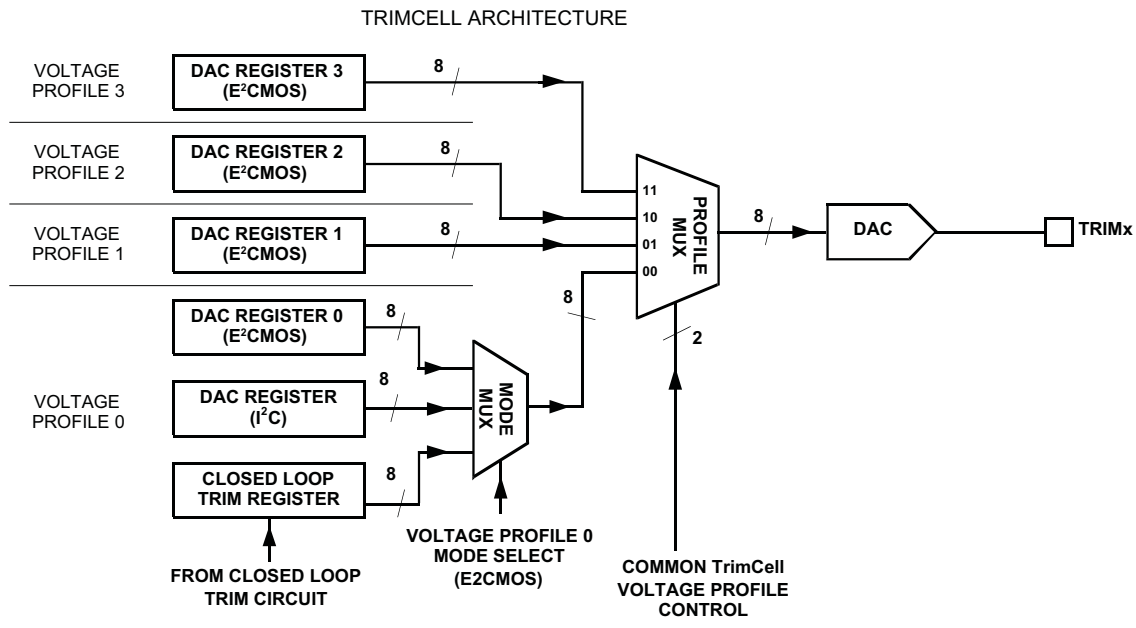 TRIMCELL ARCHITECTURE
VOLTAGE
PROFILE 3
DAC REGISTER 3
(E²CMOS)
8
VOLTAGE
PROFILE 2
DAC REGISTER 2
(E²CMOS)
8
VOLTAGE
PROFILE 1
DAC REGISTER 1
(E²CMOS)
8
VOLTAGE
PROFILE 0
DAC REGISTER 0
(E²CMOS)
8
DAC REGISTER
(I²C)
8
CLOSED LOOP
TRIM REGISTER
8
FROM CLOSED LOOP
TRIM CIRCUIT
MODE
MUX
VOLTAGE PROFILE 0
MODE SELECT
(E2CMOS)
8
11
10
01
00
PROFILE
MUX
2
COMMON TrimCell
VOLTAGE PROFILE
CONTROL
8
DAC
TRIMx